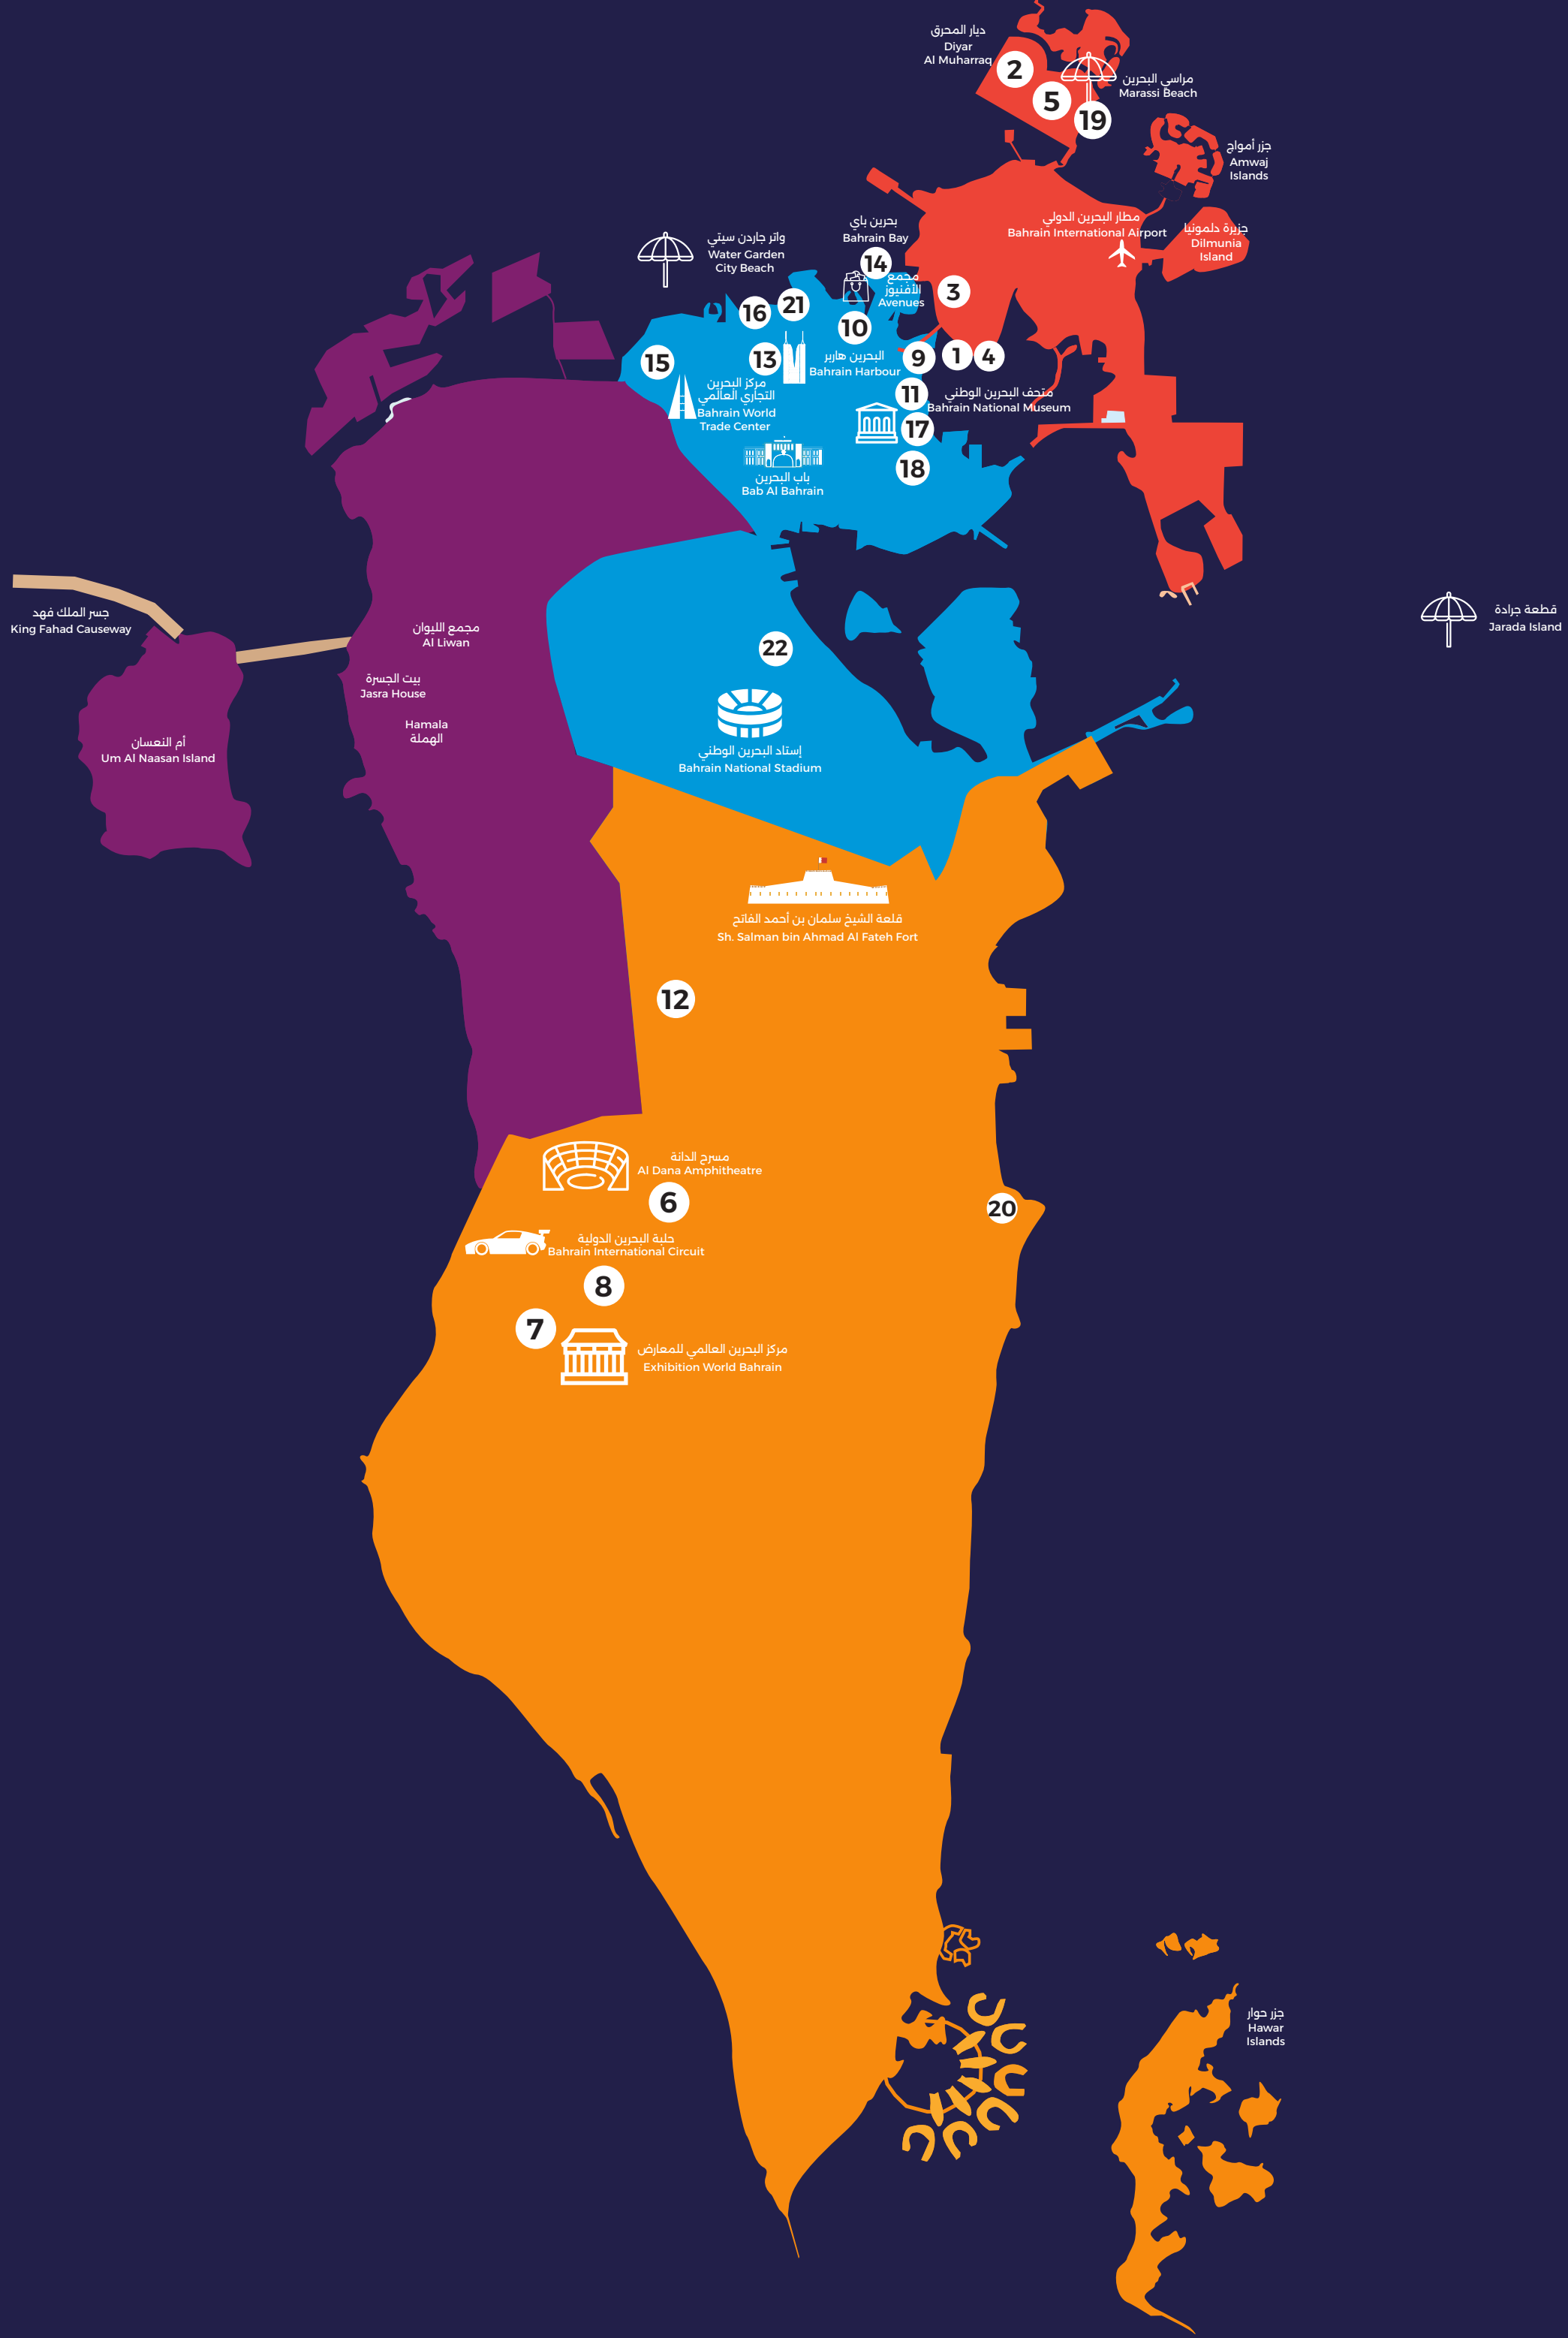 ديار المحرق
Diyar
Al Muharraq
2
5
19
مراسي البحرين
Marassi Beach
جزر أمواج
Amwaj
Islands
مطار البحرين الدولي
Bahrain International Airport
جزيرة دلمونيا
Dilmunia
Island
بحرين باي
Bahrain Bay
14
واتر جاردن سيتي
Water Garden
City Beach
مجمع
الأفنيوز
Avenues
3
16
21
10
البحرين هاربر
Bahrain Harbour
9
1
4
15
13
مركز البحرين
التجاري العالمي
Bahrain World
Trade Center
11
متحف البحرين الوطني
Bahrain National Museum
17
18
باب البحرين
Bab Al Bahrain
جسر الملك فهد
King Fahad Causeway
قطعة جرادة
Jarada Island
مجمع الليوان
Al Liwan
22
بيت الجسرة
Jasra House
Hamala
الهملة
أم النعسان
Um Al Naasan Island
إستاد البحرين الوطني
Bahrain National Stadium
قلعة الشيخ سلمان بن أحمد الفاتح
Sh. Salman bin Ahmad Al Fateh Fort
12
مسرح الدانة
Al Dana Amphitheatre
6
20
حلبة البحرين الدولية
Bahrain International Circuit
8
7
مركز البحرين العالمي للمعارض
Exhibition World Bahrain
جزر حوار
Hawar
Islands